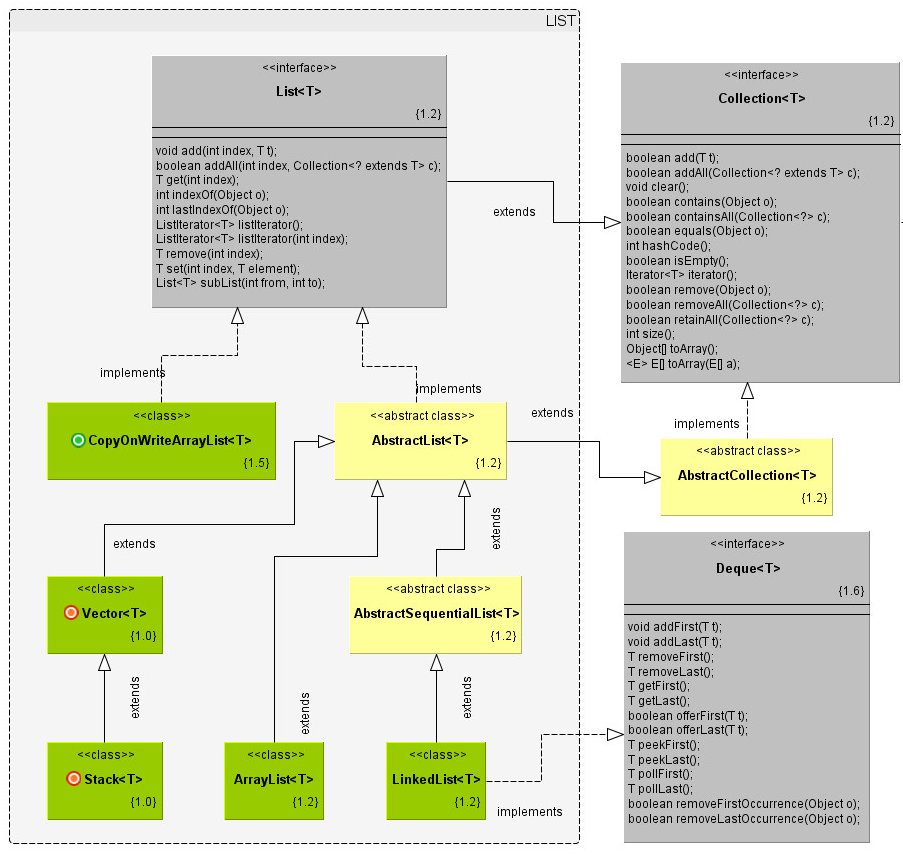 LIST
<<interface>>
List<T>
{1.2}
void add(int index, T t);
boolean addAll(int index, Collection<? extends T> c);
T get(int index);
int indexOf(Object o);
int lastIndexOf(Object o);
ListIterator<T> listIterator();
ListIterator<T> listIterator(int index);
T remove(int index);
T set(int index, T element);
List<T> subList(int from, int to);
extends
<<interface>>
Collection<T>
{1.2}
boolean add(T t);
boolean addAll(Collection<? extends T> c);
void clear();
boolean contains(Object o);
boolean containsAll(Collection<?> c);
boolean equals(Object o);
int hashCode();
boolean isEmpty();
Iterator<T> iterator();
boolean remove(Object o);
boolean removeAll(Collection<?> c);
boolean retainAll(Collection<?> c);
int size();
Object[] toArray();
<E> E[] toArray(E[] a);
implements
implements
<<class>>
CopyOnWriteArrayList<T>
{1.5}
<<abstract class>>
AbstractList<T>
{1.2}
extends
implements
<<abstract class>>
AbstractCollection<T>
{1.2}
extends
extends
<<class>>
Vector<T>
{1.0}
<<abstract class>>
AbstractSequentialList<T>
{1.2}
extends
extends
extends
<<class>>
Stack<T>
{1.0}
<<class>>
ArrayList<T>
{1.2}
<<class>>
LinkedList<T>
{1.2}
implements
<<interface>>
Deque<T>
{1.6}
void addFirst(T t);
void addLast(T t);
T removeFirst();
T removeLast();
T getFirst();
T getLast();
boolean offerFirst(T t);
boolean offerLast(T t);
T peekFirst();
T peekLast();
T pollFirst();
T pollLast();
boolean removeFirstOccurrence(Object o);
boolean removeLastOccurrence(Object o);